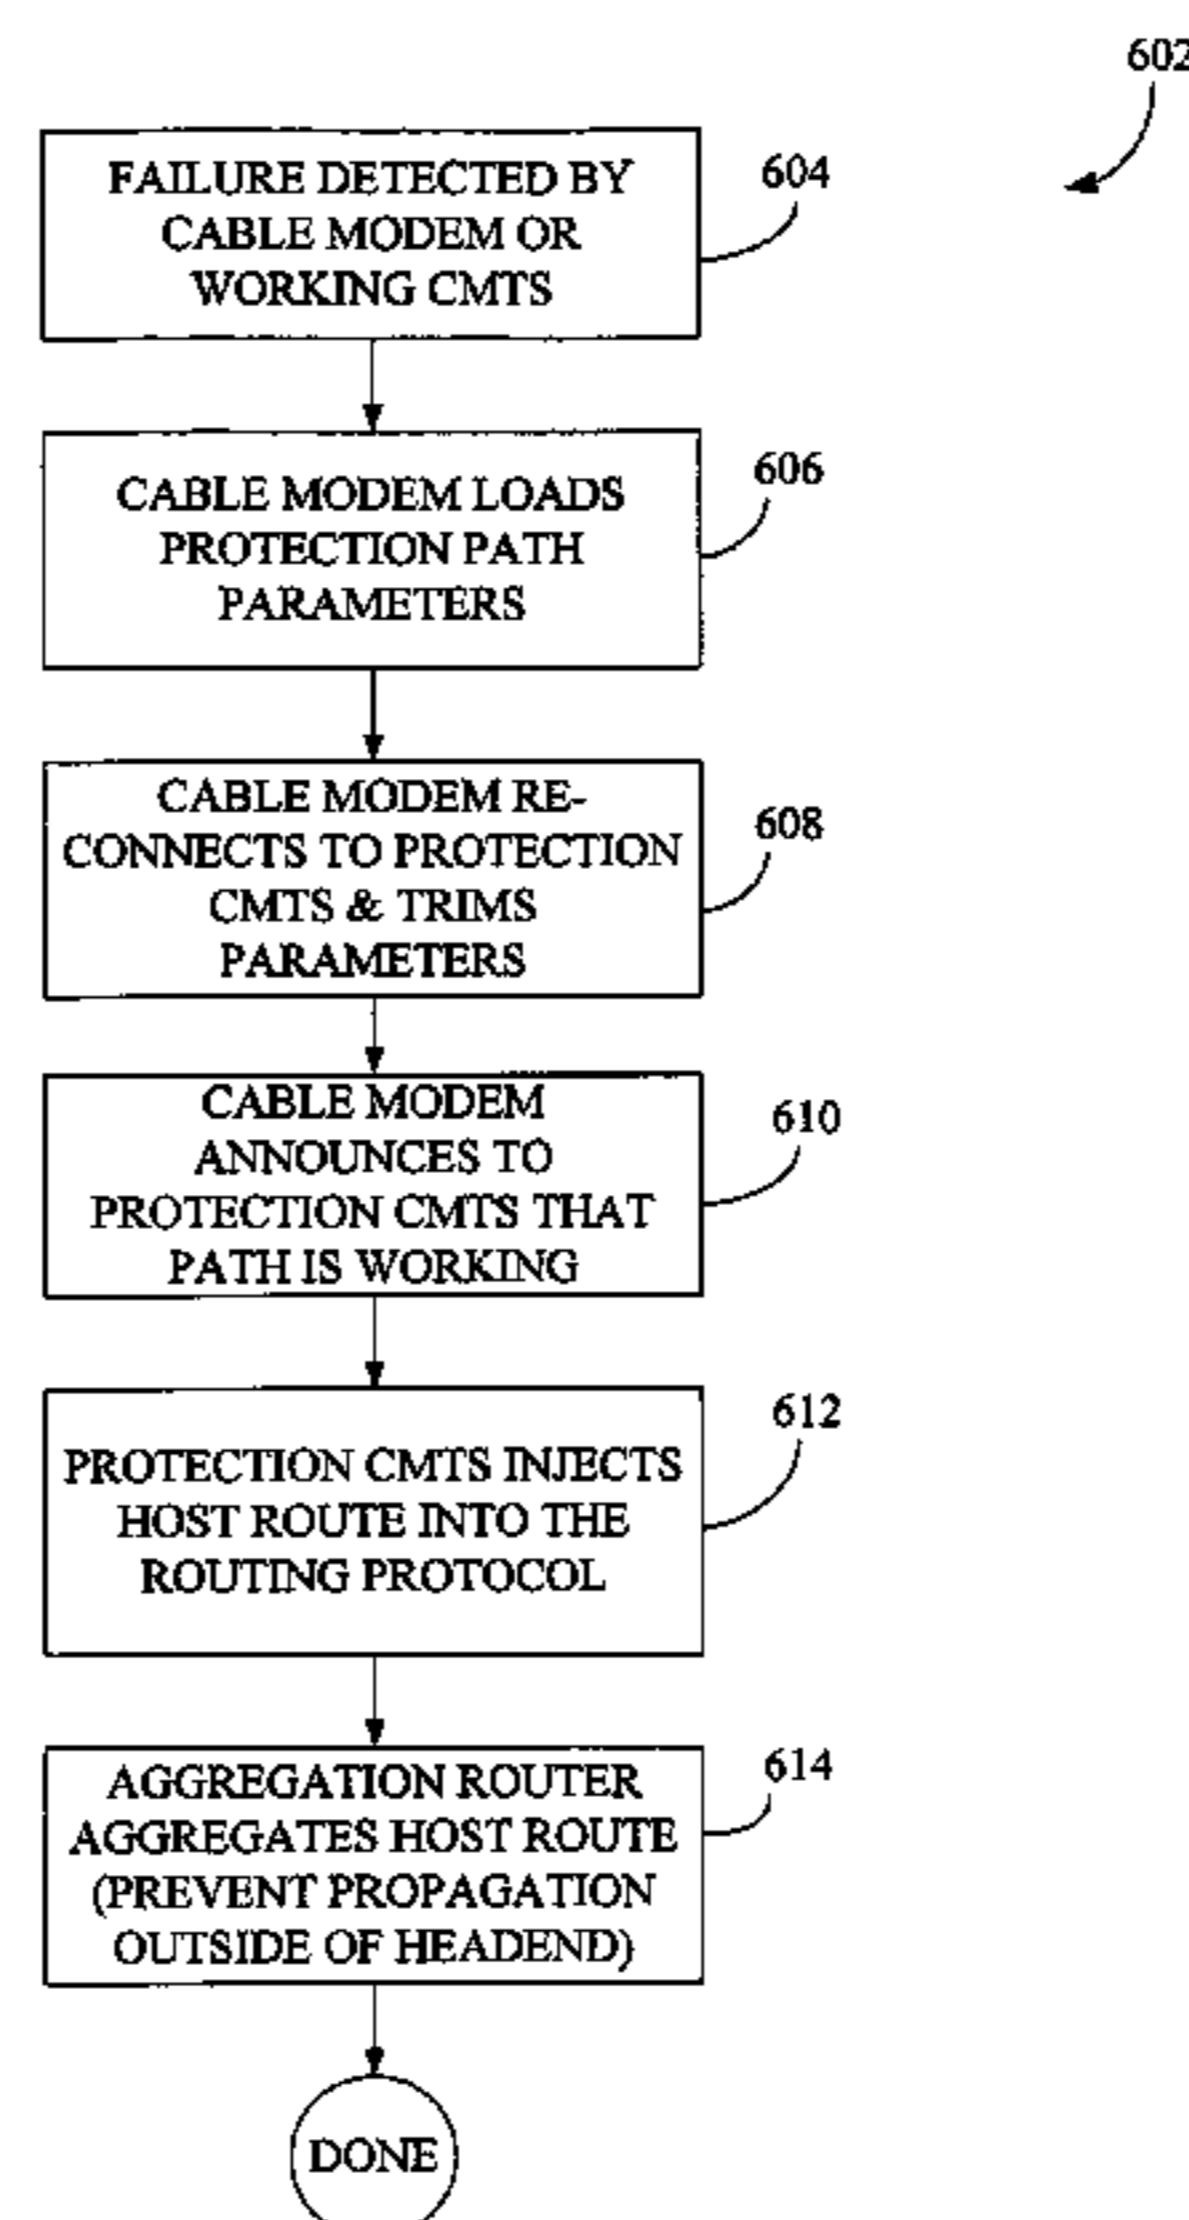 602
FAILURE DETECTED BY
CABLE MODEM OR
WORKING CMTS
604
CABLE MODEM LOADS
PROTECTION PATH
PARAMETERS
606
CABLE MODEM RE-
CONNECTS TO PROTECTION
CMTS & TRIMS
PARAMETERS
608
CABLE MODEM
ANNOUNCES TO
PROTECTION CMTS THAT
PATH IS WORKING
610
PROTECTION CMTS INJECTS
HOST ROUTE INTO THE
ROUTING PROTOCOL
612
AGGREGATION ROUTER
AGGREGATES HOST ROUTE
(PREVENT PROPAGATION
OUTSIDE OF HEADEND)
614
DONE